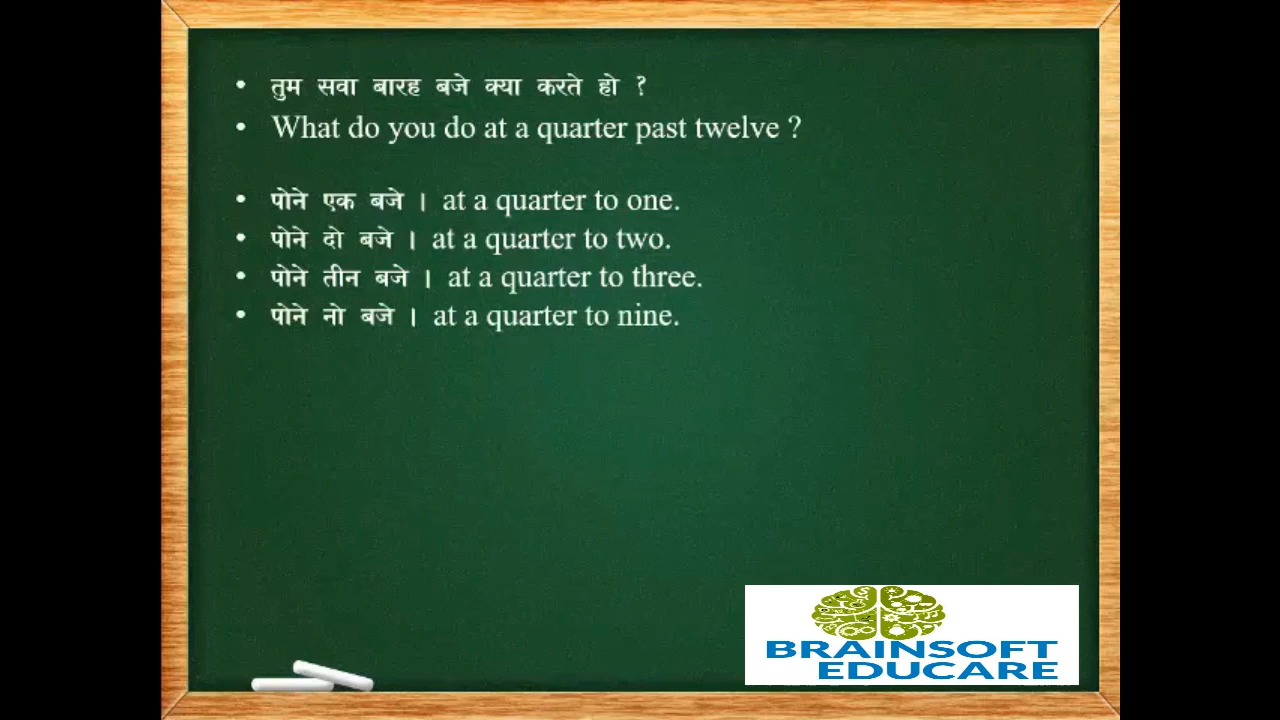 • तुम सवा बारह बजे क्या करते हो ?
• What do you do at a quarter past twelve ?
• पोने एक बजे । at a quarter to one.
• पोने दो बजे । at a quarter to two.
• पोने तीन बजे । at a quarter to three.
• पोने नो बजे । at a quarter to nine.
BRAINSOFT
EDUCARE